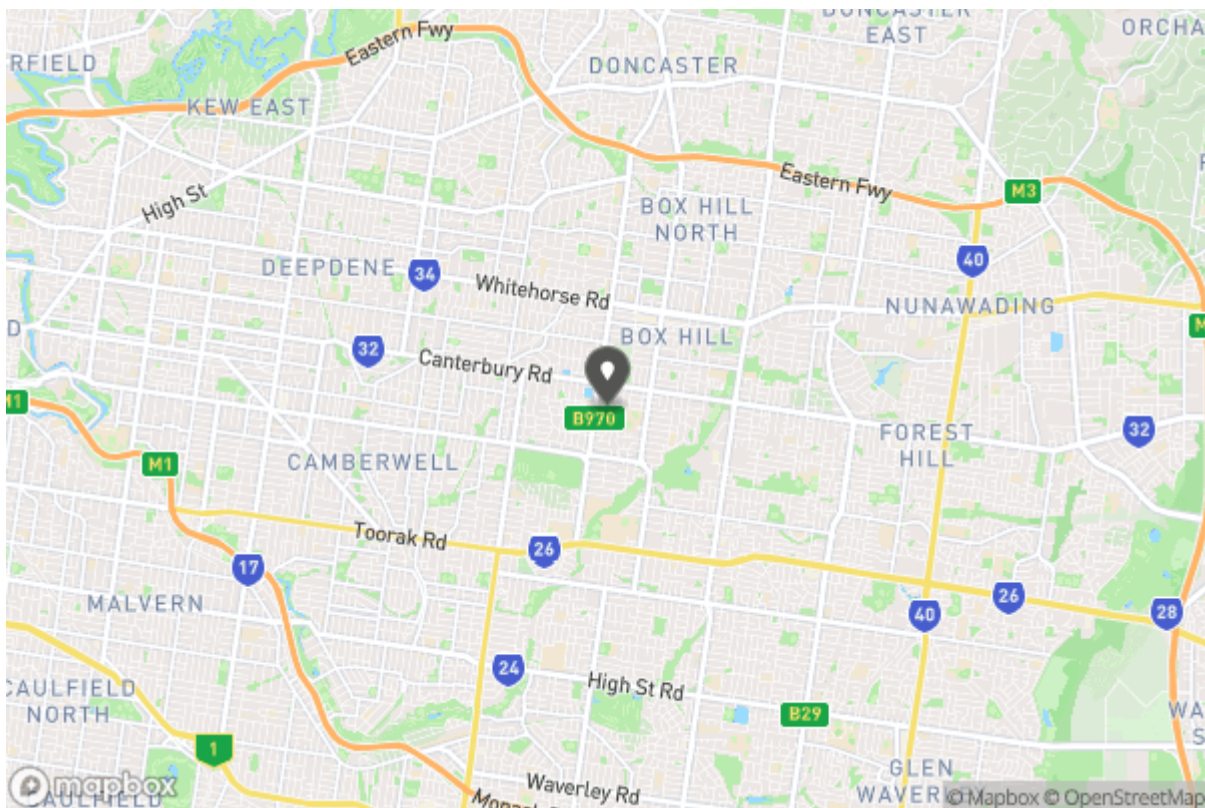 DONCASTER
EAST
ORCHA
RFIELD
Eastern Fwy
DONCASTER
KEW EAST
Eastern Fwy
M3
High St
BOX HILL
NORTH
DEEPDENE
34
40
Whitehorse Rd
NUNAWADING
D
BOX HILL
M
32
Canterbury Rd
M1
B970
32
FOREST
HILL
CAMBERWELL
M1
Toorak Rd
26
17
26
MALVERN
40
28
24
High St Rd
CAULFIELD
NORTH
B29
WA
S
1
GLEN
WAVERLEY
mapbox
Waverley Rd
CAULFIELD
© Mapbox © OpenStreetMap